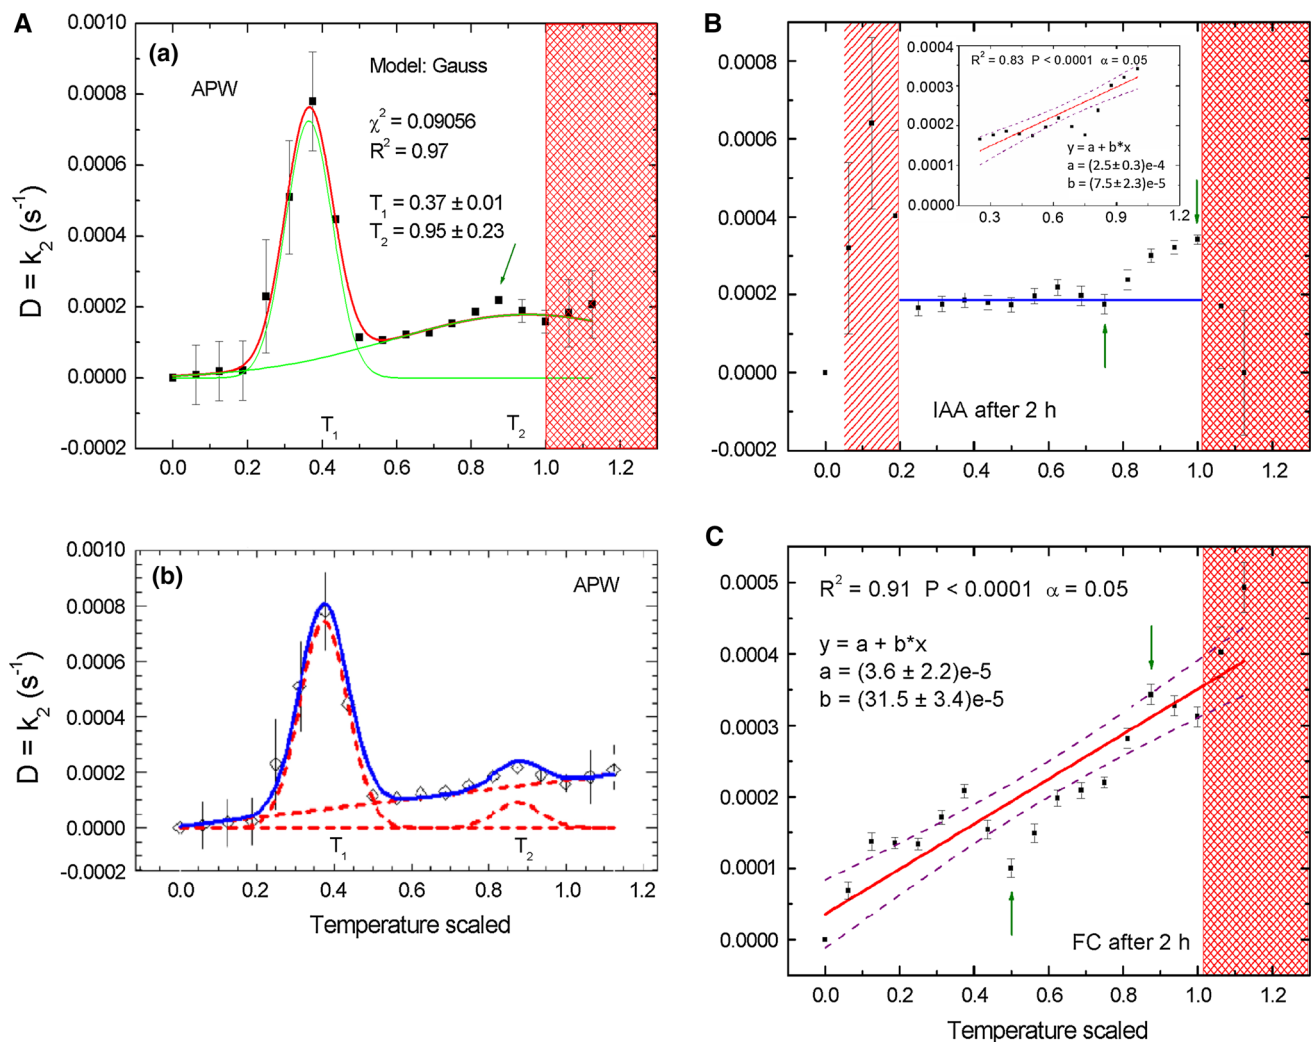 A
(a)
APW
Model: Gauss
χ² = 0.09056
R² = 0.97
T₁ = 0.37 ± 0.01
T₂ = 0.95 ± 0.23
D = k₂ (s⁻¹)
0.0010
0.0008
0.0006
0.0004
0.0002
0.0000
-0.0002
T₁ T₂
0.0 0.2 0.4 0.6 0.8 1.0 1.2
(b)
APW
D = k₂ (s⁻¹)
0.0010
0.0008
0.0006
0.0004
0.0002
0.0000
-0.0002
T₁ T₂
0.0 0.2 0.4 0.6 0.8 1.0 1.2
Temperature scaled
B
0.0008
0.0006
0.0004
0.0002
0.0000
-0.0002
0.0004
0.0003
0.0002
0.0001
0.0000
R² = 0.83 P < 0.0001 α = 0.05
y = a + b*x
a = (2.5± 0.3)e-4
b = (7.5± 2.3)e-5
0.3 0.6 0.9 1.2
IAA after 2 h
0.0 0.2 0.4 0.6 0.8 1.0 1.2
C
0.0005
0.0004
0.0003
0.0002
0.0001
0.0000
R² = 0.91 P < 0.0001 α = 0.05
y = a + b*x
a = (3.6 ± 2.2)e-5
b = (31.5 ± 3.4)e-5
FC after 2 h
0.0 0.2 0.4 0.6 0.8 1.0 1.2
Temperature scaled